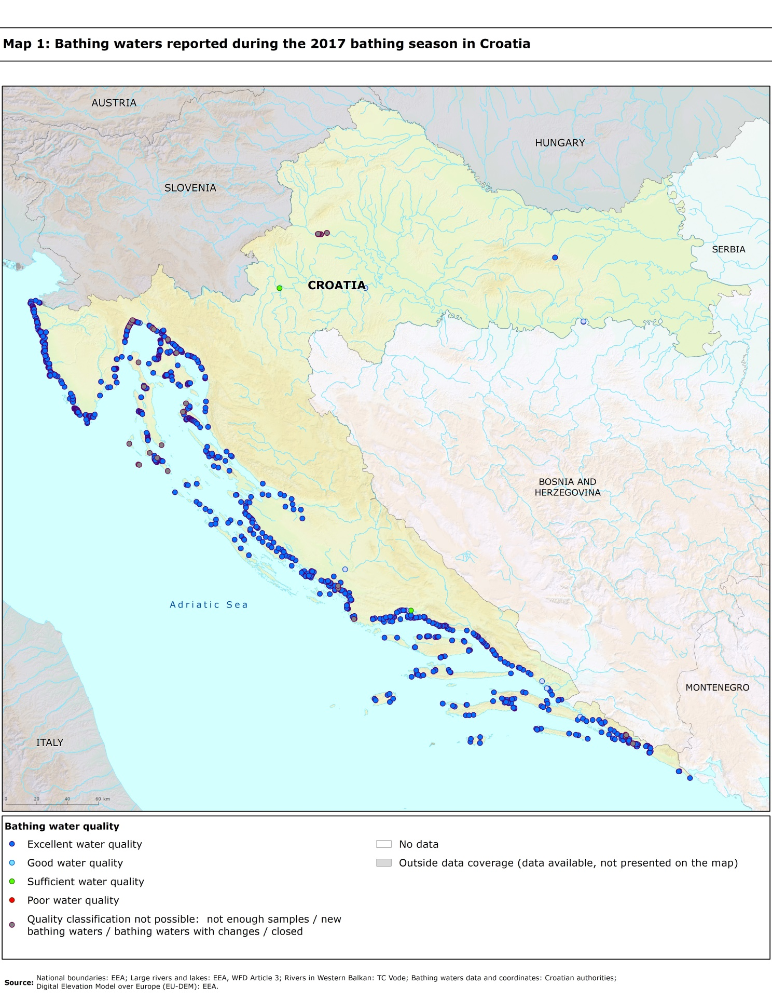 Map 1: Bathing waters reported during the 2017 bathing season in Croatia
AUSTRIA
HUNGARY
SLOVENIA
SERBIA
CROATIA
BOSNIA AND
HERZEGOVINA
Adriatic Sea
MONTENEGRO
ITALY
0 20 40 60 km
Bathing water quality
Excellent water quality
Good water quality
Sufficient water quality
Poor water quality
Quality classification not possible: not enough samples / new
bathing waters / bathing waters with changes / closed
No data
Outside data coverage (data available, not presented on the map)
Source: National boundaries: EEA; Large rivers and lakes: EEA, WFD Article 3; Rivers in Western Balkan: TC Vode; Bathing waters data and coordinates: Croatian authorities;
Digital Elevation Model over Europe (EU-DEM): EEA.